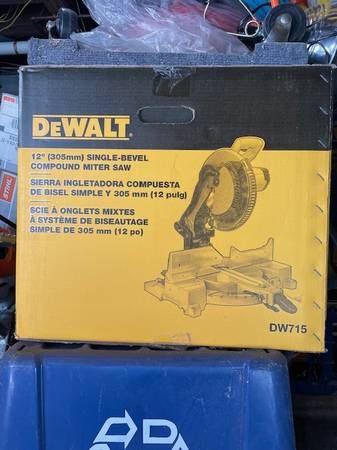 DEWALT
12" (305mm) SINGLE-BEVEL
COMPOUND MITER SAW
SIERRA INGLETADORA COMPUESTA
DE BISEL SIMPLE Y 305 mm (12 pulg)
SCIE À ONGLETS MIXTES
À SYSTÈME DE BISEAUTAGE
SIMPLE DE 305 mm (12 po)
DW715
STIHL